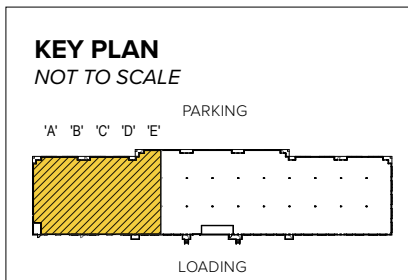 KEY PLAN
NOT TO SCALE
PARKING
'A' 'B' 'C' 'D' 'E'
LOADING